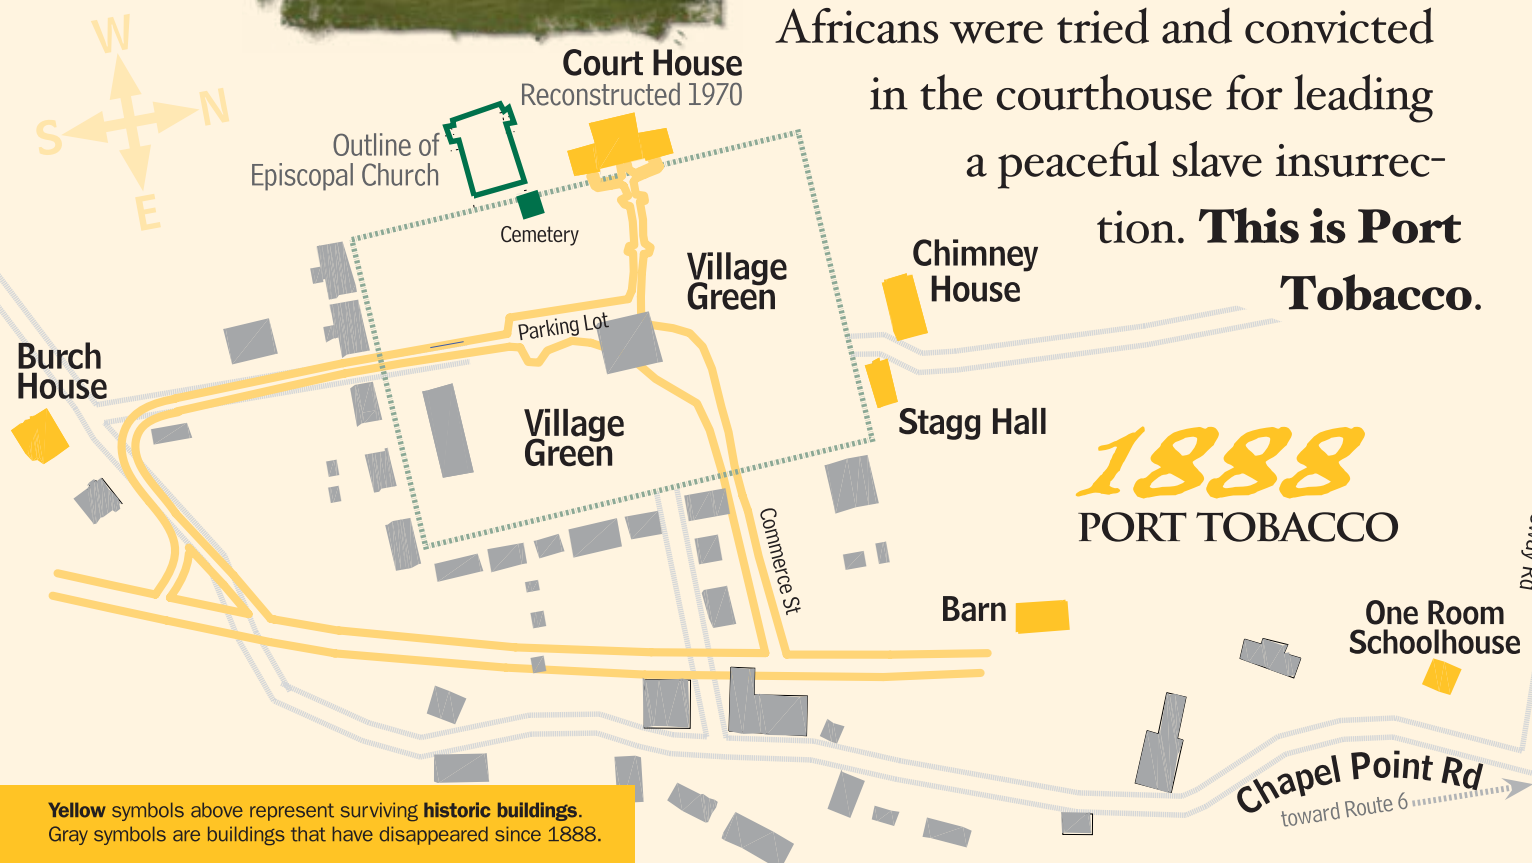 Africans were tried and convicted
in the courthouse for leading
a peaceful slave insurrec-
tion. This is Port
Tobacco.
W
N
S
E
Court House
Reconstructed 1970
Outline of
Episcopal Church
Cemetery
Village
Green
Chimney
House
Parking Lot
Burch
House
Village
Green
Stagg Hall
1888
PORT TOBACCO
Commerce St
Barn
One Room
Schoolhouse
Chapel Point Rd
toward Route 6
Yellow symbols above represent surviving historic buildings.
Gray symbols are buildings that have disappeared since 1888.